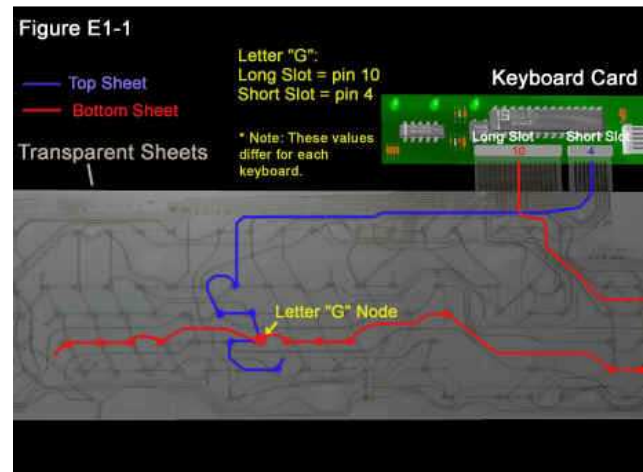 Figure E1-1
Letter "G":
Long Slot = pin 10
Short Slot = pin 4
Top Sheet
Bottom Sheet
Keyboard Card
* Note: These values
differ for each
keyboard.
Long Slot
Short Slot
10
4
Transparent Sheets
Letter "G" Node